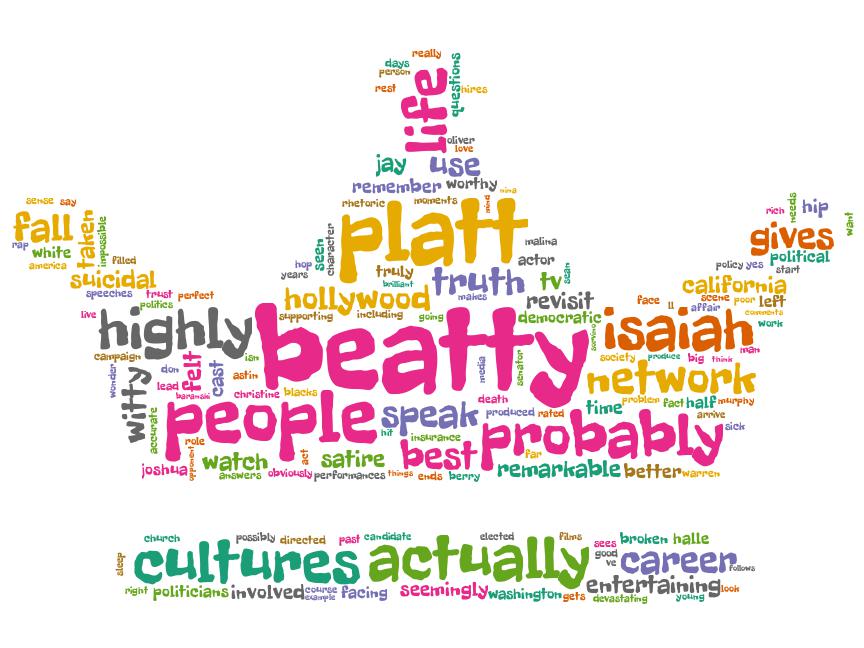 really
days
person
rest
life
questions
hires
oliver
love
jay
use
remember
worthy
nina
rhetoric
moments
mind
sense
say
fall
taken
impossible
rap
white
america
filled
suicidal
speeches
trust
perfect
politics
live
platt
character
seen
hop
years
truly
brilliant
malina
actor
truth
tv
sean
hollywood
makes
revisit
supporting
including
going
democratic
rich
needs
hip
want
gives
policy
yes
political
start
california
face
ll
scene
poor
left
affair
comments
work
highly
beatty
isaiah
sorvino
man
campaign
isn
society
produce
big
think
wonder
witty
don
felt
cast
astin
lead
baranski
christine
blacks
media
senator
death
network
accurate
people
speak
produced
rated
time
problem
fact
half
murphy
arrive
sick
role
hit
insurance
probably
opponent
joshua
watch
act
satire
best
far
answers
obviously
performances
things
ends
berry
remarkable
better
warren
church
possibly
directed
past
candidate
elected
films
sees
broken
halle
sleep
cultures
actually
good
ve
career
follows
right
politicians
involved
course
example
facing
seemingly
washington
gets
entertaining
devastating
young
look